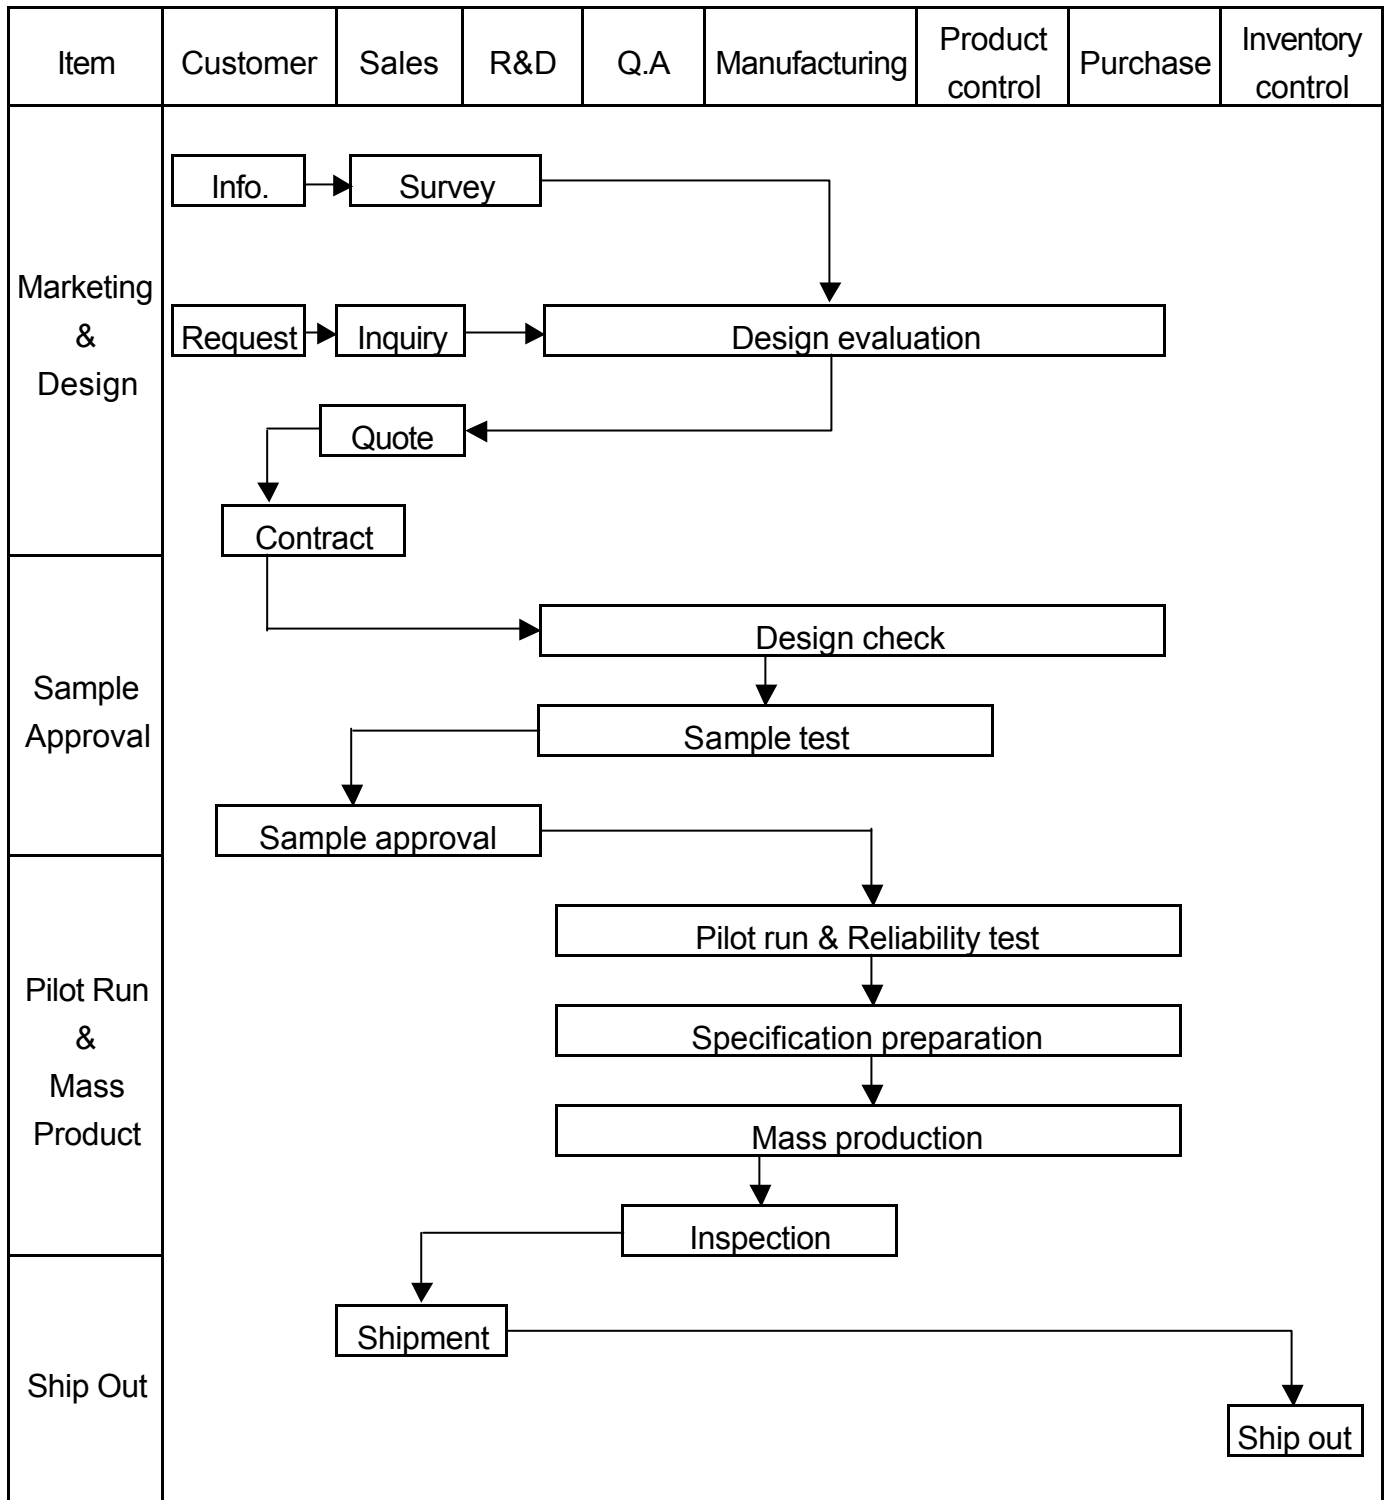 Item
Customer
Sales
R&D
Q.A
Manufacturing
Product
control
Purchase
Inventory
control
Marketing
&
Design
Info.
Survey
Request
Inquiry
Design evaluation
Quote
Contract
Sample
Approval
Design check
Sample test
Sample approval
Pilot Run
&
Mass
Product
Pilot run & Reliability test
Specification preparation
Mass production
Inspection
Ship Out
Shipment
Ship out